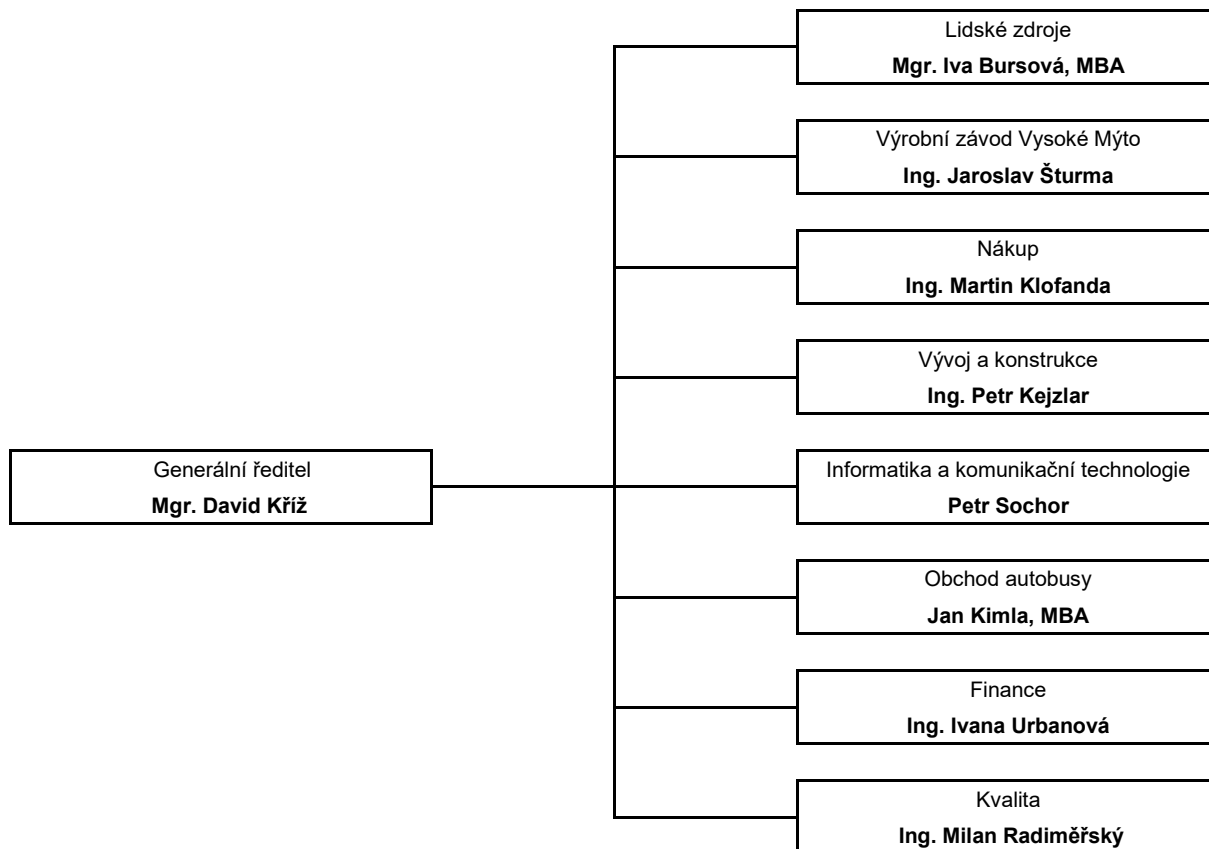 Lidské zdroje
Mgr. Iva Bursová, MBA
Výrobní závod Vysoké Mýto
Ing. Jaroslav Šturma
Nákup
Ing. Martin Klofanda
Vývoj a konstrukce
Ing. Petr Kejzlar
Generální ředitel
Mgr. David Kříž
Informatika a komunikační technologie
Petr Sochor
Obchod autobusy
Jan Kimla, MBA
Finance
Ing. Ivana Urbanová
Kvalita
Ing. Milan Radiměřský